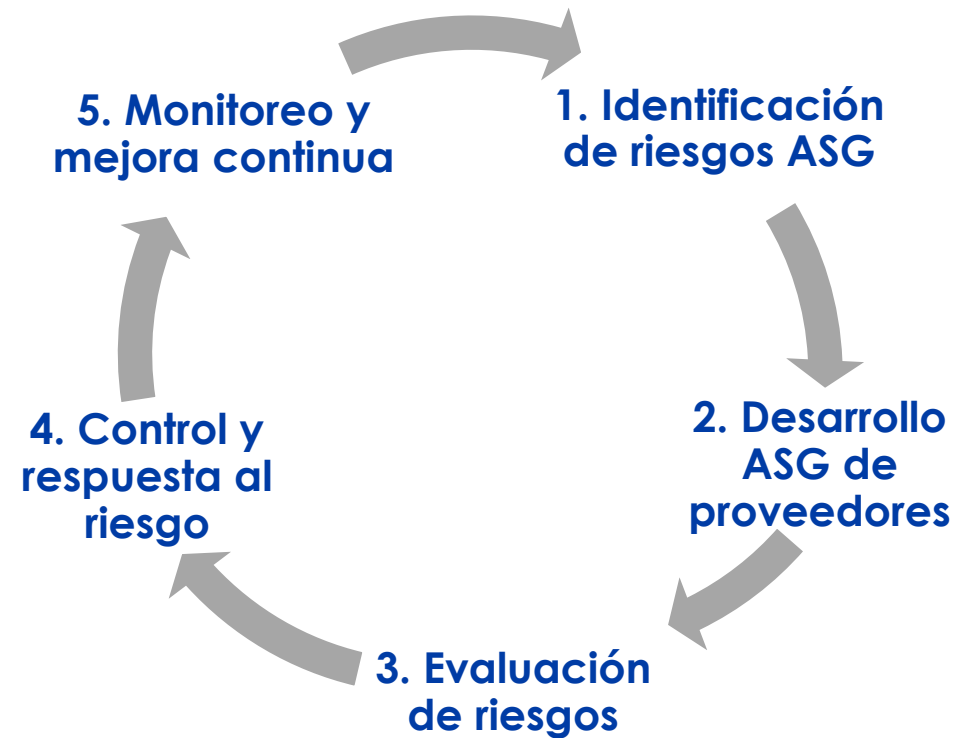 1. Identificación
de riesgos ASG
2. Desarrollo
ASG de
proveedores
3. Evaluación
de riesgos
4. Control y
respuesta al
riesgo
5. Monitoreo y
mejora continua